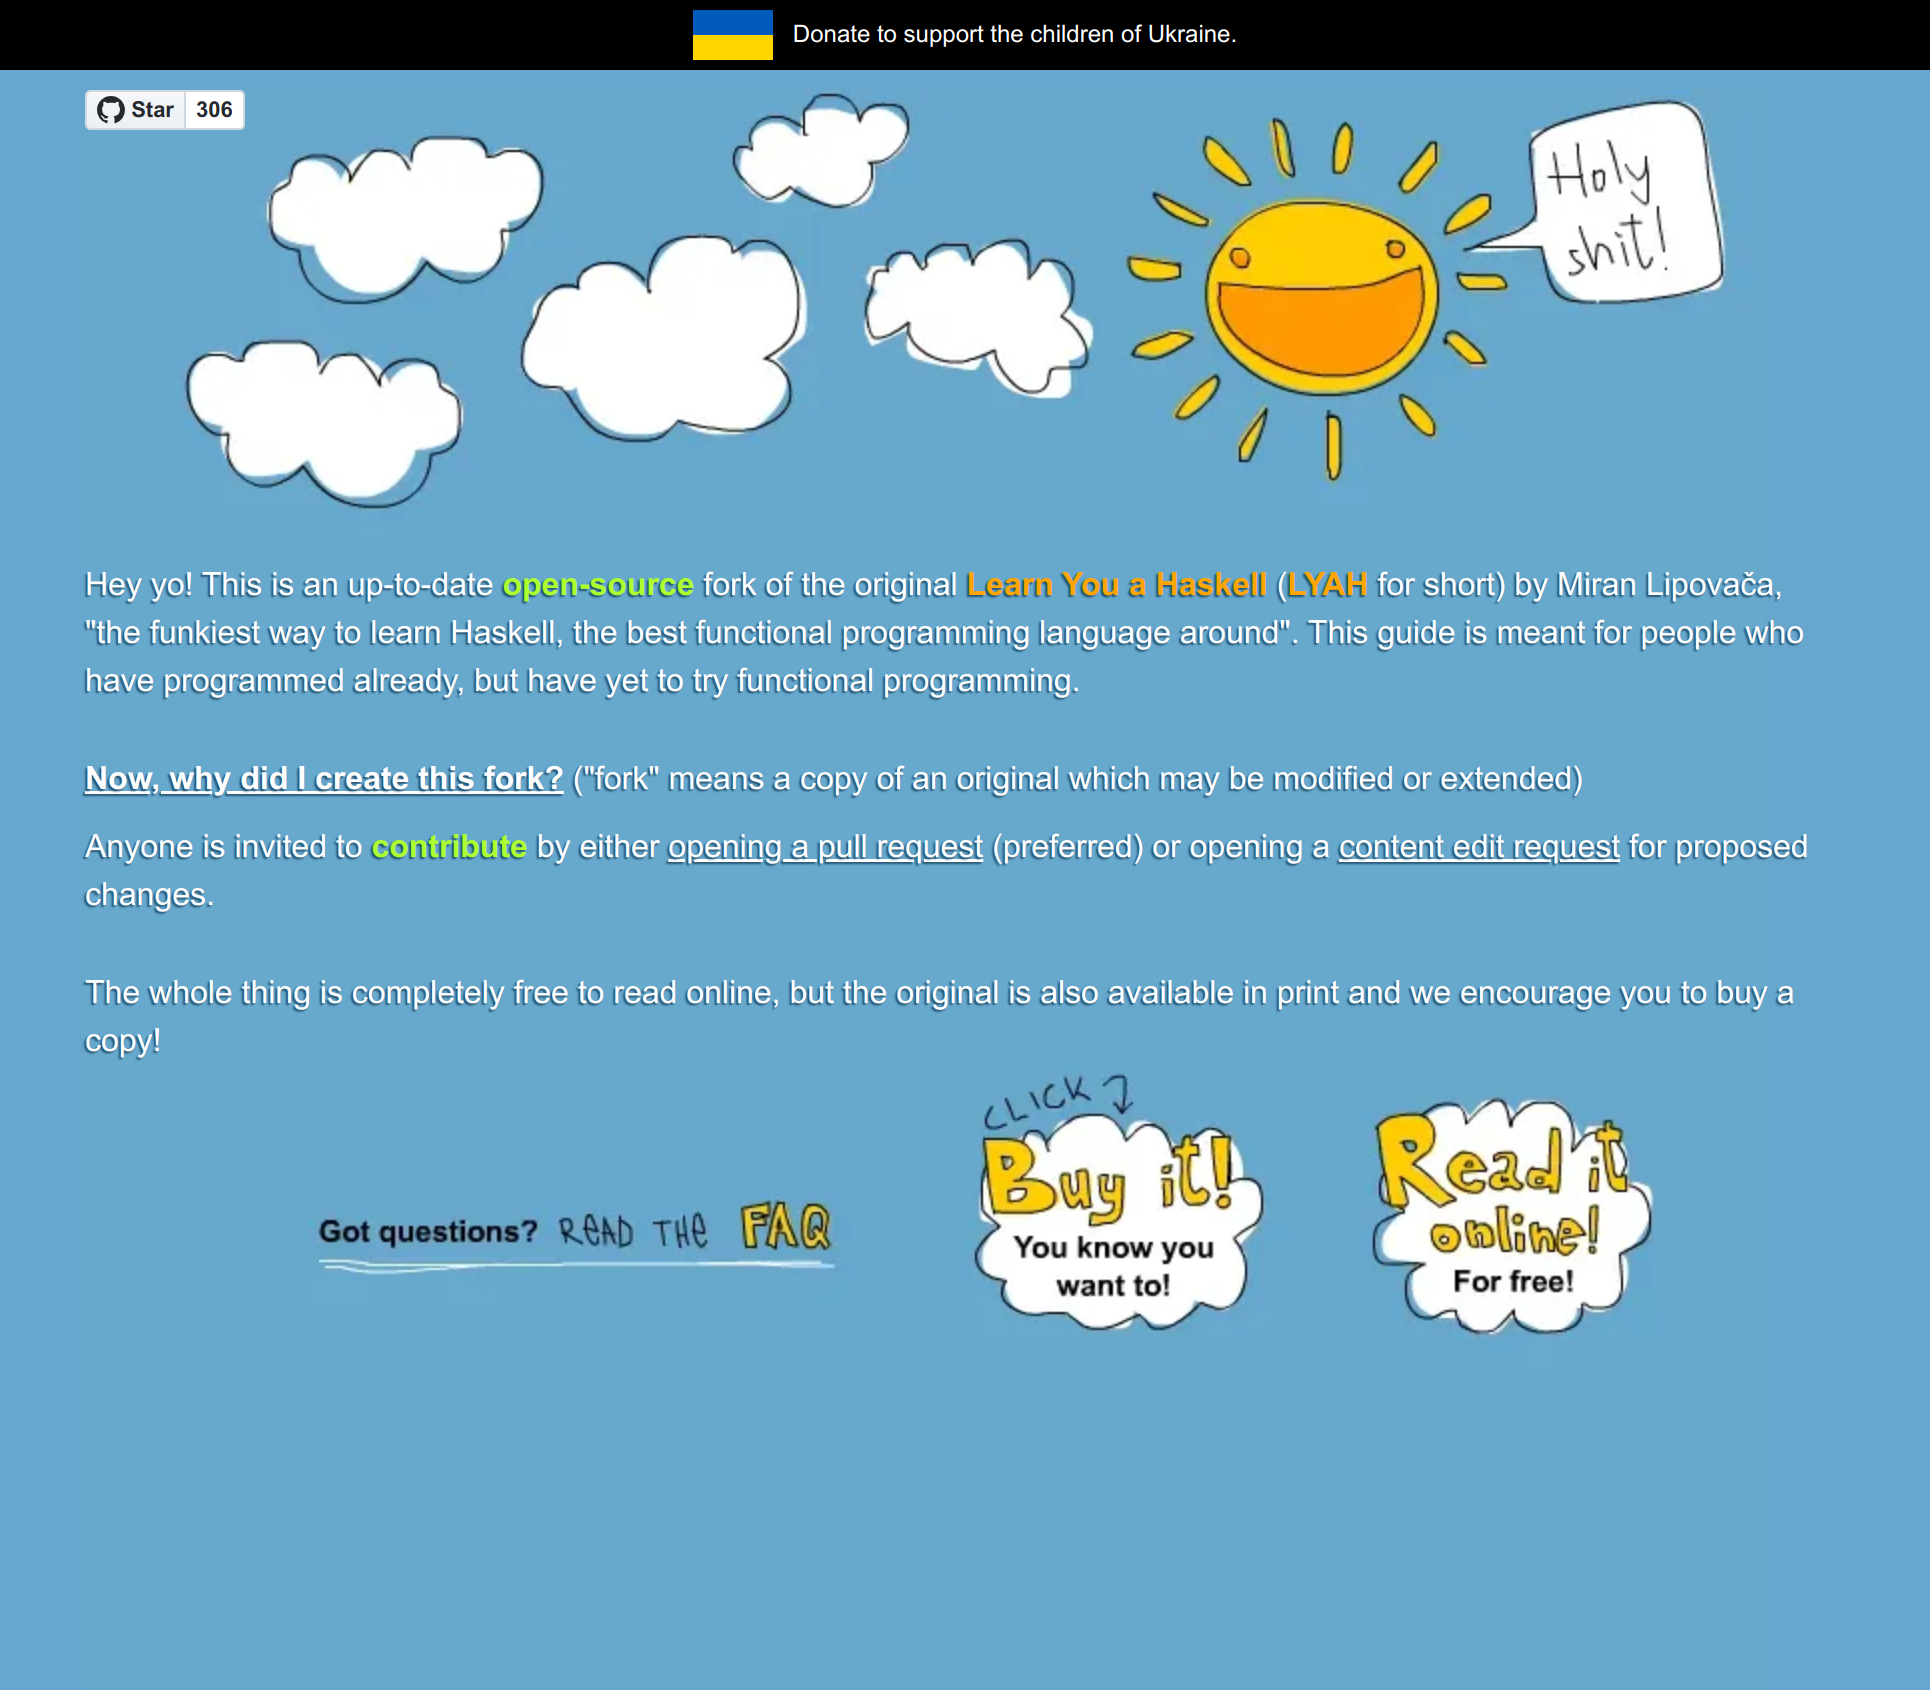 Donate to support the children of Ukraine.
Star 306
Holy
shit!
Hey yo! This is an up-to-date open-source fork of the original Learn You a Haskell (LYAH for short) by Miran Lipovača,
"the funkiest way to learn Haskell, the best functional programming language around". This guide is meant for people who
have programmed already, but have yet to try functional programming.
Now, why did I create this fork? ("fork" means a copy of an original which may be modified or extended)
Anyone is invited to contribute by either opening a pull request (preferred) or opening a content edit request for proposed
changes.
The whole thing is completely free to read online, but the original is also available in print and we encourage you to buy a
copy!
Got questions? READ THE FAQ
CLICK
Buy it!
You know you
want to!
Read it
online!
For free!